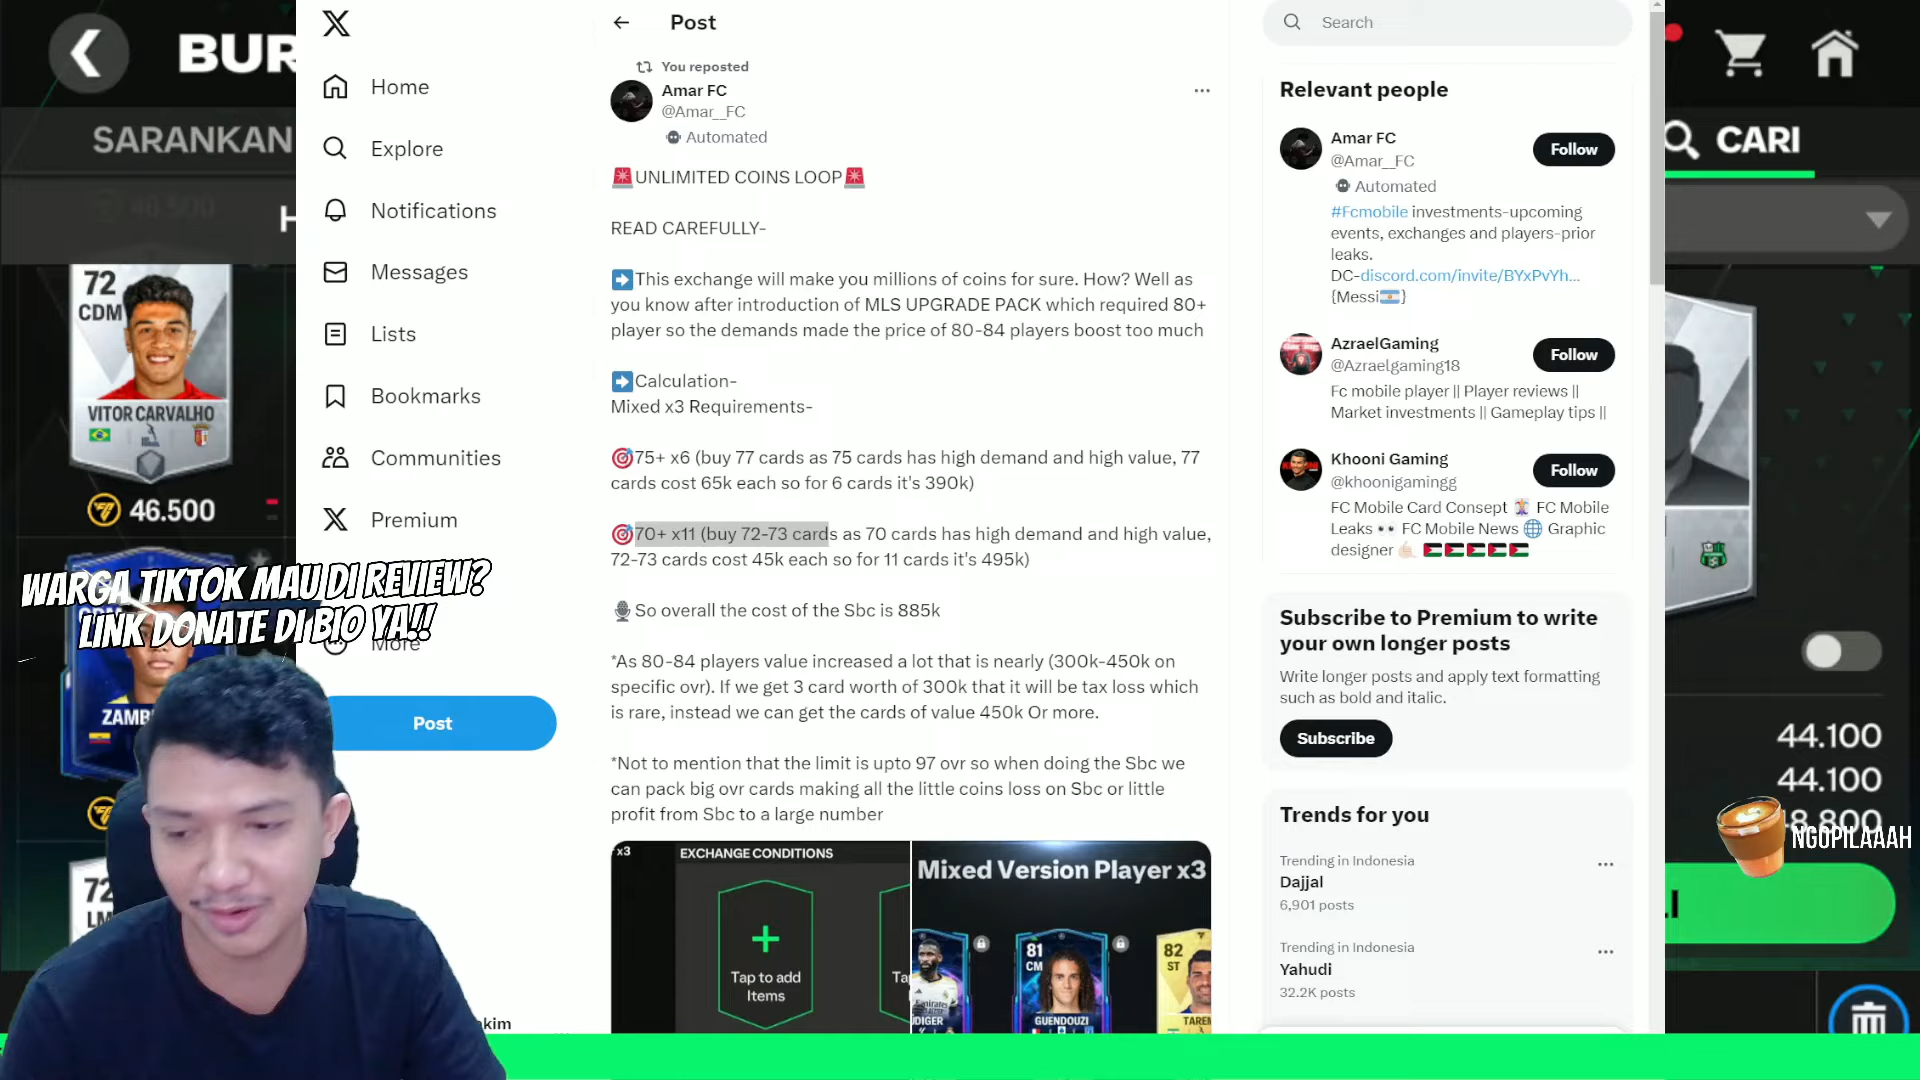 BUR
SARANKAN
46.500
H
72
CDM
VITOR CARVALHO
46.500
CDM
ZAMB
72
LM
WARGA TIKTOK MAU DI REVIEW?
LINK DONATE DI BIO YA!!
Home
Explore
Notifications
Messages
Lists
Bookmarks
Communities
Premium
More
Post
akim
Post
You reposted
Amar FC
@Amar__FC
Automated
🚨UNLIMITED COINS LOOP🚨
READ CAREFULLY-
➡️This exchange will make you millions of coins for sure. How? Well as
you know after introduction of MLS UPGRADE PACK which required 80+
player so the demands made the price of 80-84 players boost too much
➡️Calculation-
Mixed x3 Requirements-
🎯75+ x6 (buy 77 cards as 75 cards has high demand and high value, 77
cards cost 65k each so for 6 cards it's 390k)
🎯70+ x11 (buy 72-73 cards as 70 cards has high demand and high value,
72-73 cards cost 45k each so for 11 cards it's 495k)
🎙️So overall the cost of the Sbc is 885k
*As 80-84 players value increased a lot that is nearly (300k-450k on
specific ovr). If we get 3 card worth of 300k that it will be tax loss which
is rare, instead we can get the cards of value 450k Or more.
*Not to mention that the limit is upto 97 ovr so when doing the Sbc we
can pack big ovr cards making all the little coins loss on Sbc or little
profit from Sbc to a large number
x3
EXCHANGE CONDITIONS
Tap to add
Items
Ta
Mixed Version Player x3
81
CM
82
ST
ÜDIGER
GUENDOUZI
TAREM
Search
Relevant people
Amar FC
@Amar__FC
Automated
Follow
#Fcmobile investments-upcoming
events, exchanges and players-prior
leaks.
DC-discord.com/invite/BYxPvYh...
{Messi🇦🇷}
AzraelGaming
@Azraelgaming18
Follow
Fc mobile player || Player reviews ||
Market investments || Gameplay tips ||
Khooni Gaming
@khoonigamingg
Follow
FC Mobile Card Consept 🃏 FC Mobile
Leaks 👀 FC Mobile News 🌐 Graphic
designer 👆🏻 🇵🇸🇵🇸🇵🇸🇵🇸🇵🇸
Subscribe to Premium to write
your own longer posts
Write longer posts and apply text formatting
such as bold and italic.
Subscribe
Trends for you
Trending in Indonesia
Dajjal
6,901 posts
Trending in Indonesia
Yahudi
32.2K posts
CARI
44.100
44.100
8.800
NGOPILAAAH